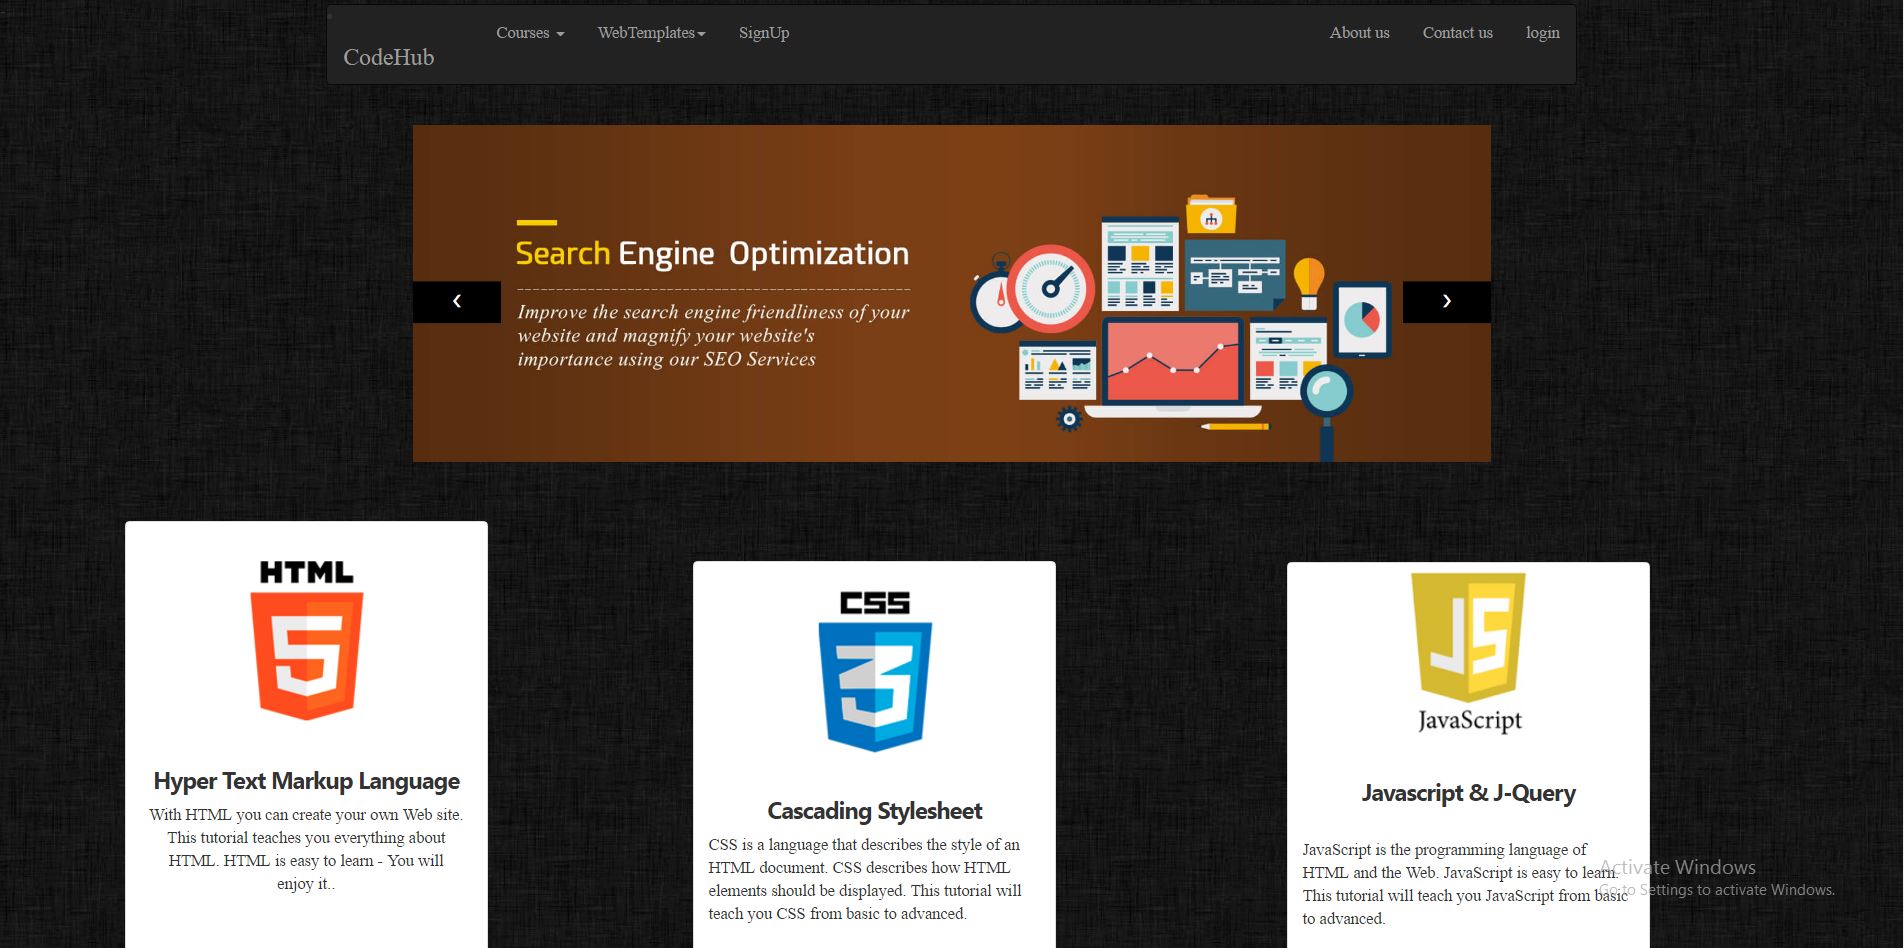 Courses WebTemplates SignUp About us Contact us login
CodeHub
Search Engine Optimization
Improve the search engine friendliness of your
website and magnify your website's
importance using our SEO Services
HTML
5
Hyper Text Markup Language
With HTML you can create your own Web site.
This tutorial teaches you everything about
HTML. HTML is easy to learn - You will
enjoy it..
CSS
3
Cascading Stylesheet
CSS is a language that describes the style of an
HTML document. CSS describes how HTML
elements should be displayed. This tutorial will
teach you CSS from basic to advanced.
JS
JavaScript
Javascript & J-Query
JavaScript is the programming language of
HTML and the Web. JavaScript is easy to learn.
This tutorial will teach you JavaScript from basic
to advanced.
Activate Windows
Go to Settings to activate Windows.